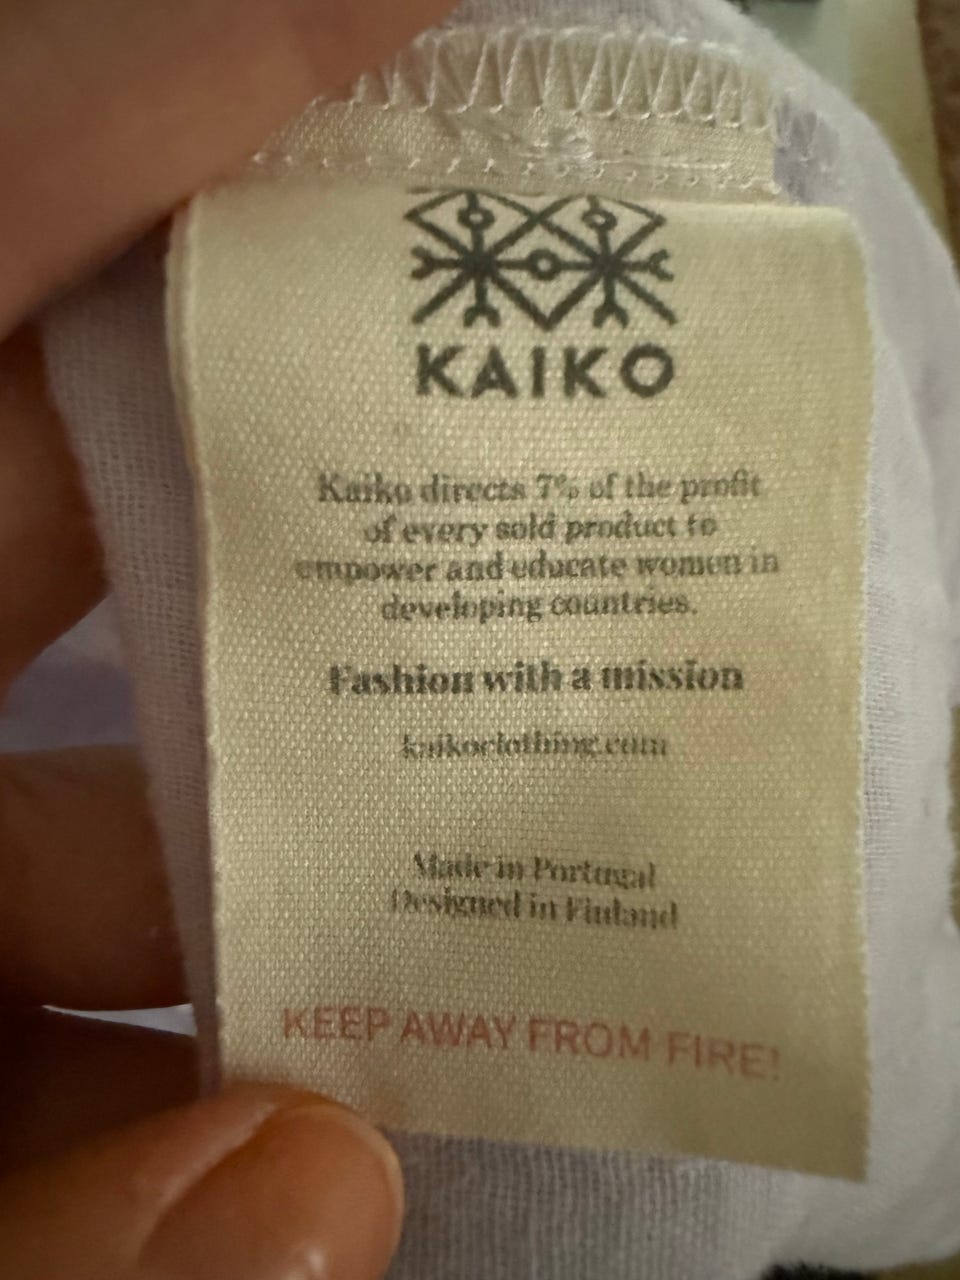 KAIKO
Kaiko directs 7% of the profit
of every sold product to
empower and educate women in
developing countries.
Fashion with a mission
kaikoclothing.com
Made in Portugal
Designed in Finland
KEEP AWAY FROM FIRE!